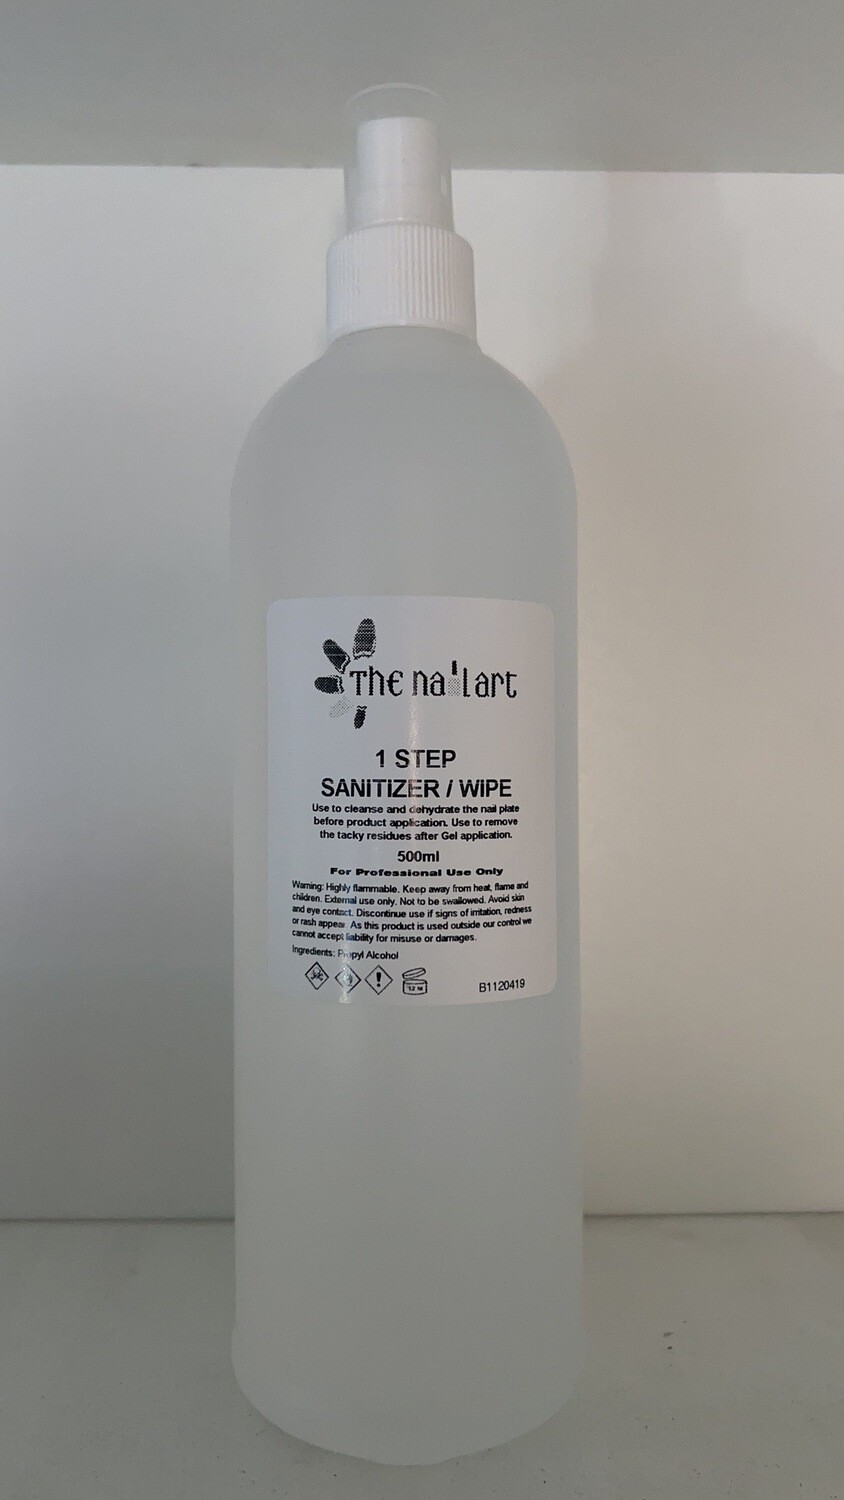 The nailart
1 STEP
SANITIZER / WIPE
Use to cleanse and dehydrate the nail plate
before product application. Use to remove
the tacky residues after Gel application.
500ml
For Professional Use Only
Warning: Highly flammable. Keep away from heat, flame and
children. External use only. Not to be swallowed. Avoid skin
and eye contact. Discontinue use if signs of irritation, redness
or rash appear. As this product is used outside our control we
cannot accept liability for misuse or damages.
Ingredients: Propyl Alcohol
12 M
B1120419